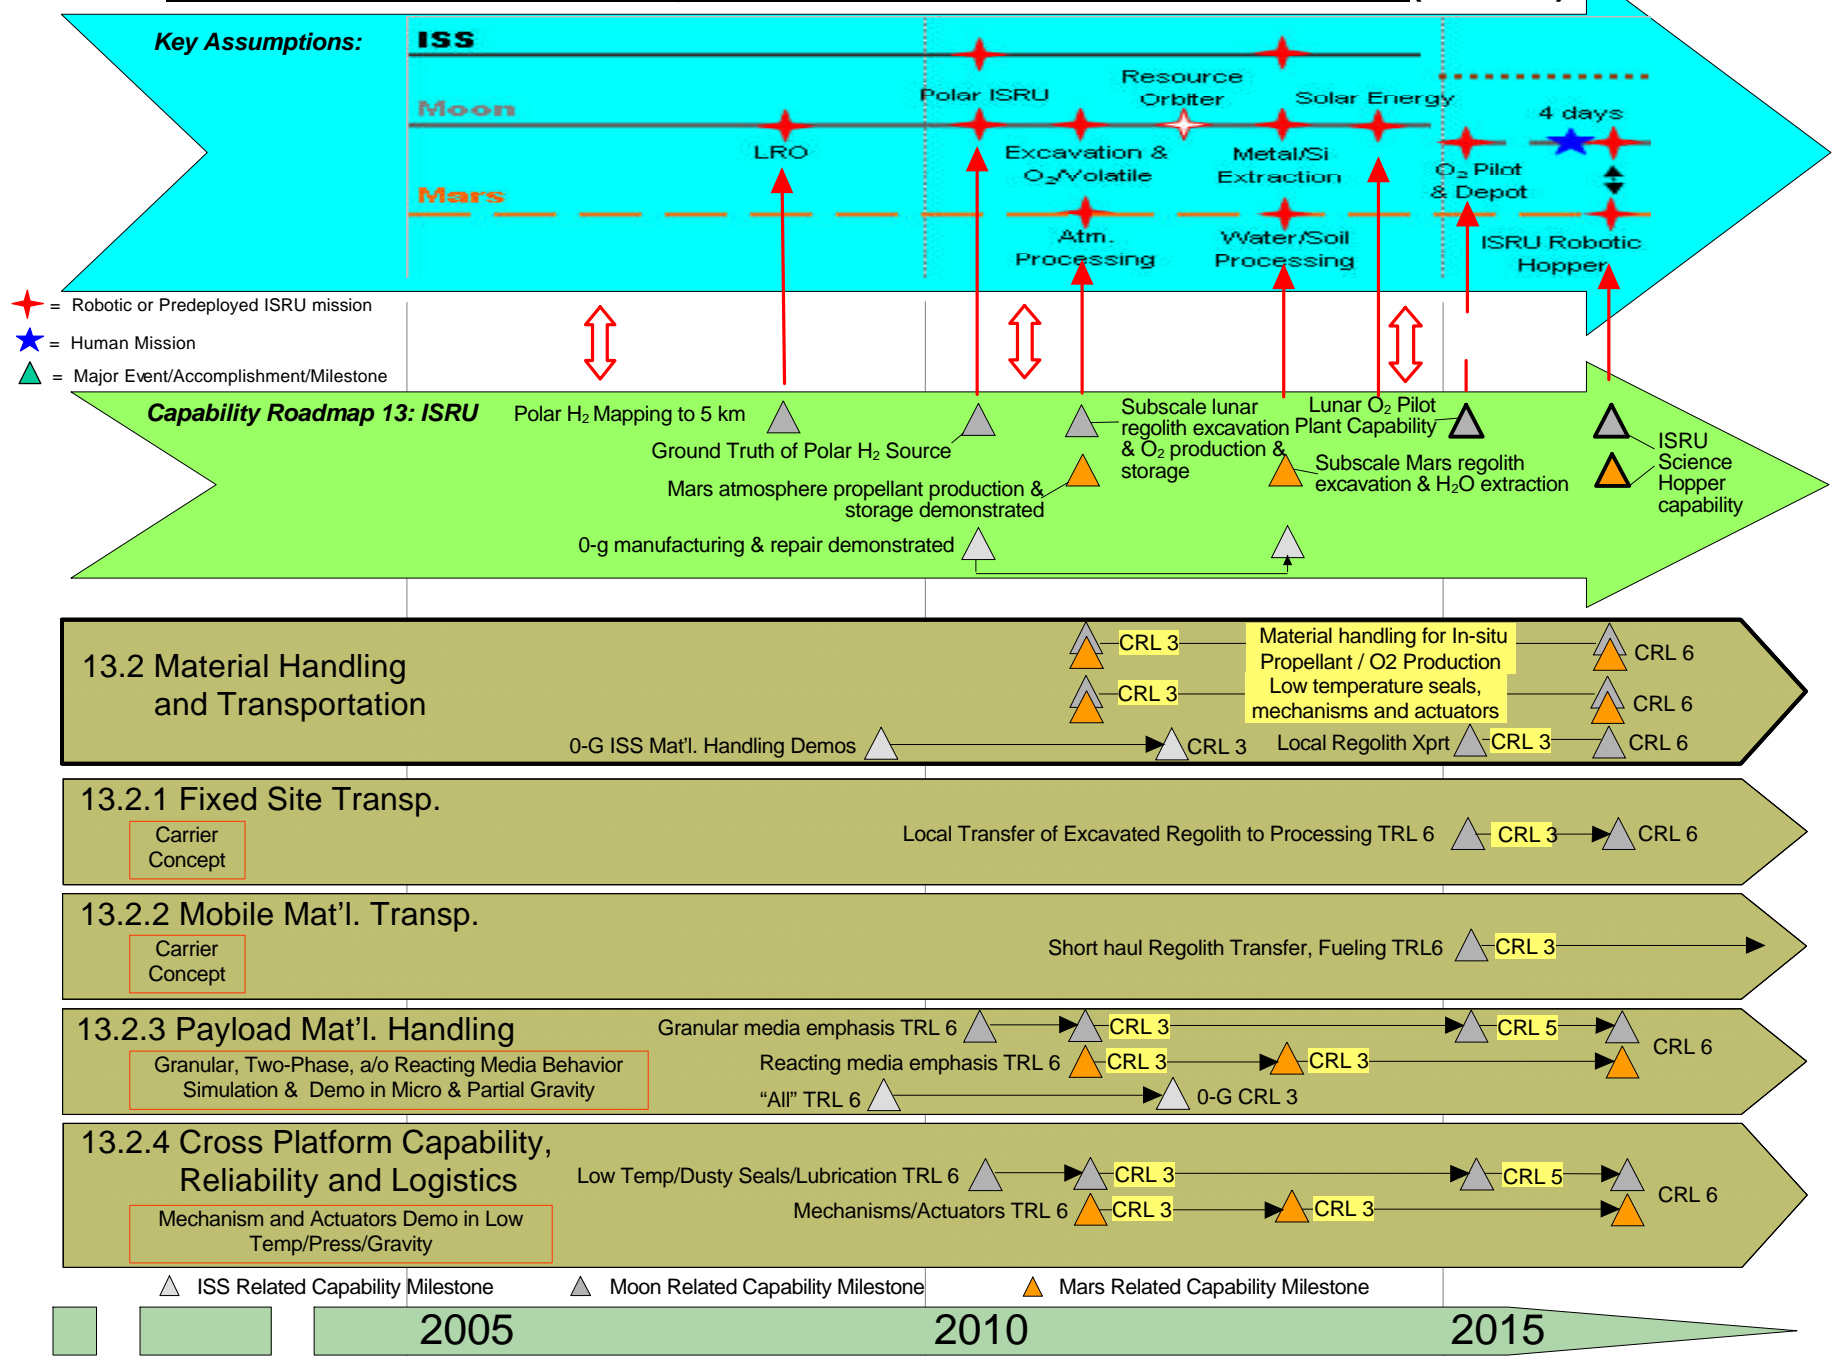 Key Assumptions:
ISS
Polar ISRU
Resource
Orbiter
Solar Energy
Moon
4 days
LRO
Excavation &
O₂/Volatile
Metal/Si
Extraction
O₂ Pilot
& Depot
Mars
Atm.
Processing
Water/Soil
Processing
ISRU Robotic
Hopper
= Robotic or Predeployed ISRU mission
= Human Mission
= Major Event/Accomplishment/Milestone
Capability Roadmap 13: ISRU
Polar H₂ Mapping to 5 km
Ground Truth of Polar H₂ Source
Subscale lunar
regolith excavation
& O₂ production &
storage
Lunar O₂ Pilot
Plant Capability
ISRU
Science
Hopper
capability
Mars atmosphere propellant production &
storage demonstrated
Subscale Mars regolith
excavation & H₂O extraction
0-g manufacturing & repair demonstrated
13.2 Material Handling
and Transportation
CRL 3
Material handling for In-situ
Propellant / O2 Production
CRL 6
CRL 3
Low temperature seals,
mechanisms and actuators
CRL 6
0-G ISS Mat'l. Handling Demos
CRL 3
Local Regolith Xprt
CRL 3
CRL 6
13.2.1 Fixed Site Transp.
Carrier
Concept
Local Transfer of Excavated Regolith to Processing TRL 6
CRL 3
CRL 6
13.2.2 Mobile Mat'l. Transp.
Carrier
Concept
Short haul Regolith Transfer, Fueling TRL6
CRL 3
13.2.3 Payload Mat'l. Handling
Granular, Two-Phase, a/o Reacting Media Behavior
Simulation & Demo in Micro & Partial Gravity
Granular media emphasis TRL 6
CRL 3
CRL 5
CRL 6
Reacting media emphasis TRL 6
CRL 3
CRL 3
“All” TRL 6
0-G CRL 3
13.2.4 Cross Platform Capability,
Reliability and Logistics
Mechanism and Actuators Demo in Low
Temp/Press/Gravity
Low Temp/Dusty Seals/Lubrication TRL 6
CRL 3
CRL 5
CRL 6
Mechanisms/Actuators TRL 6
CRL 3
CRL 3
ISS Related Capability Milestone
Moon Related Capability Milestone
Mars Related Capability Milestone
2005
2010
2015